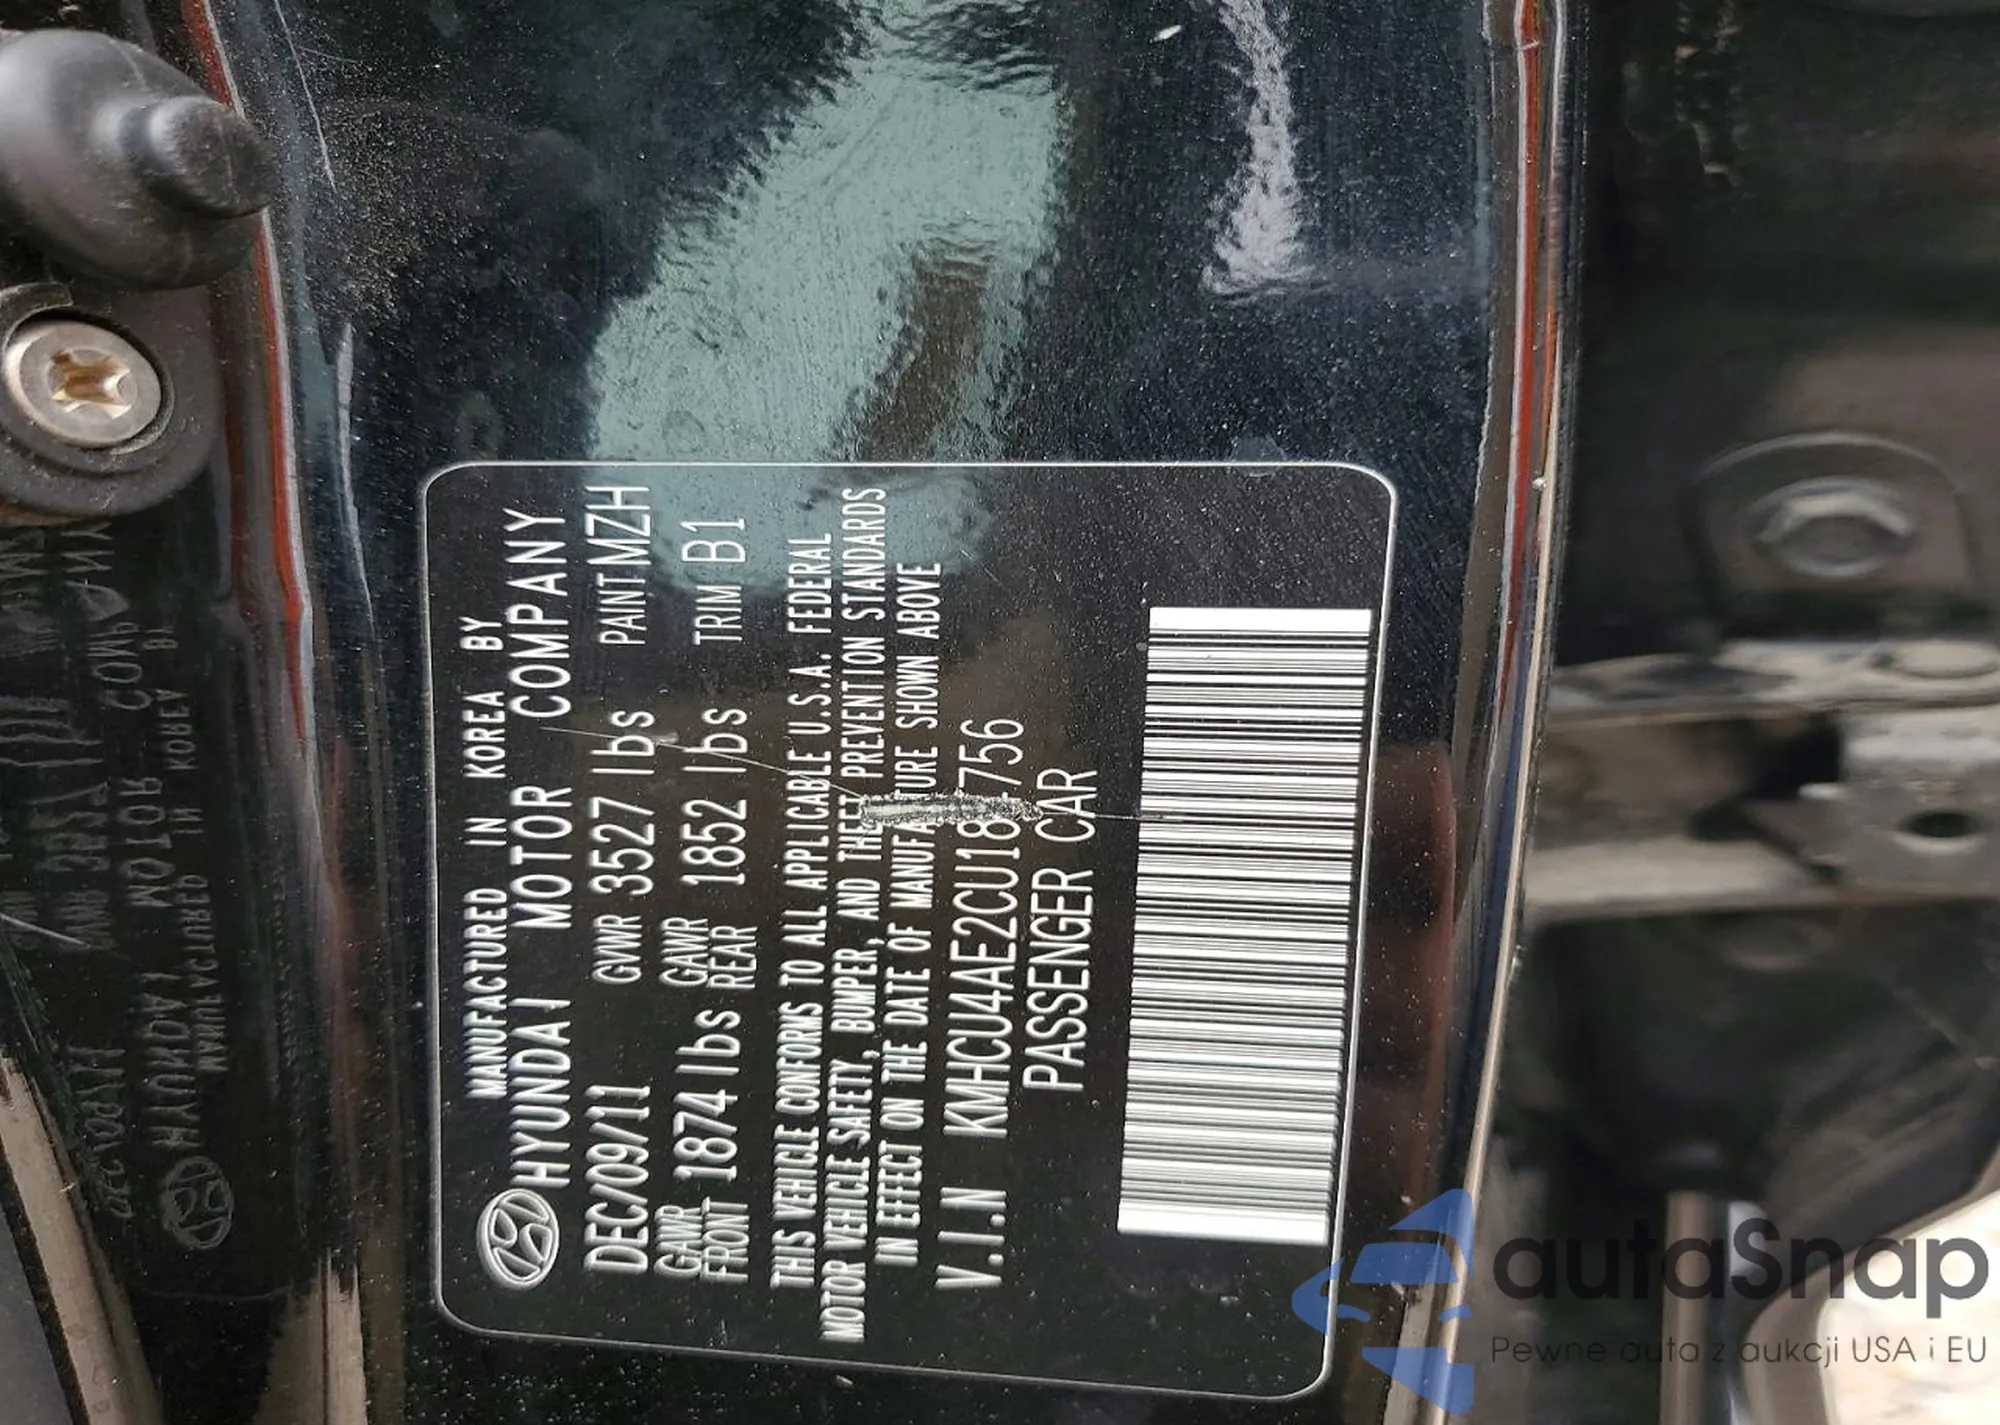 MANUFACTURED IN KOREA BY
HYUNDAI MOTOR COMPANY
DEC/09/11 GVWR 3527 lbs PAINT MZH
GAWR FRONT 1874 lbs GAWR REAR 1852 lbs TRIM B1
THIS VEHICLE CONFORMS TO ALL APPLICABLE U.S.A. FEDERAL
MOTOR VEHICLE SAFETY, BUMPER, AND THEFT PREVENTION STANDARDS
IN EFFECT ON THE DATE OF MANUFACTURE SHOWN ABOVE
V.I.N
PASSENGER CAR
autaSnap
Pewne auta z aukcji USA i EU